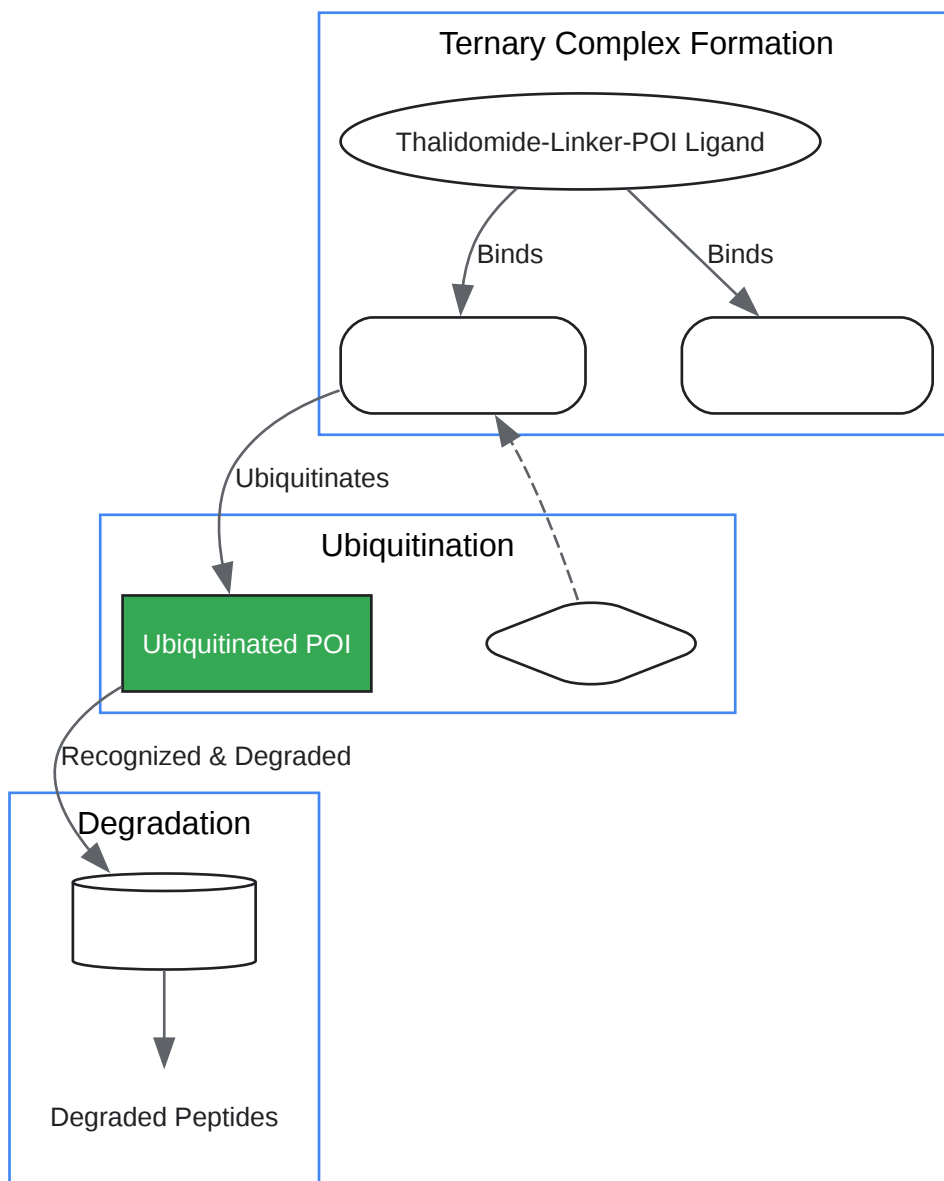 Ternary Complex Formation
Thalidomide-Linker-POI Ligand
Binds
Binds
Ubiquitinates
Ubiquitination
Ubiquitinated POI
Recognized & Degraded
Degradation
Degraded Peptides